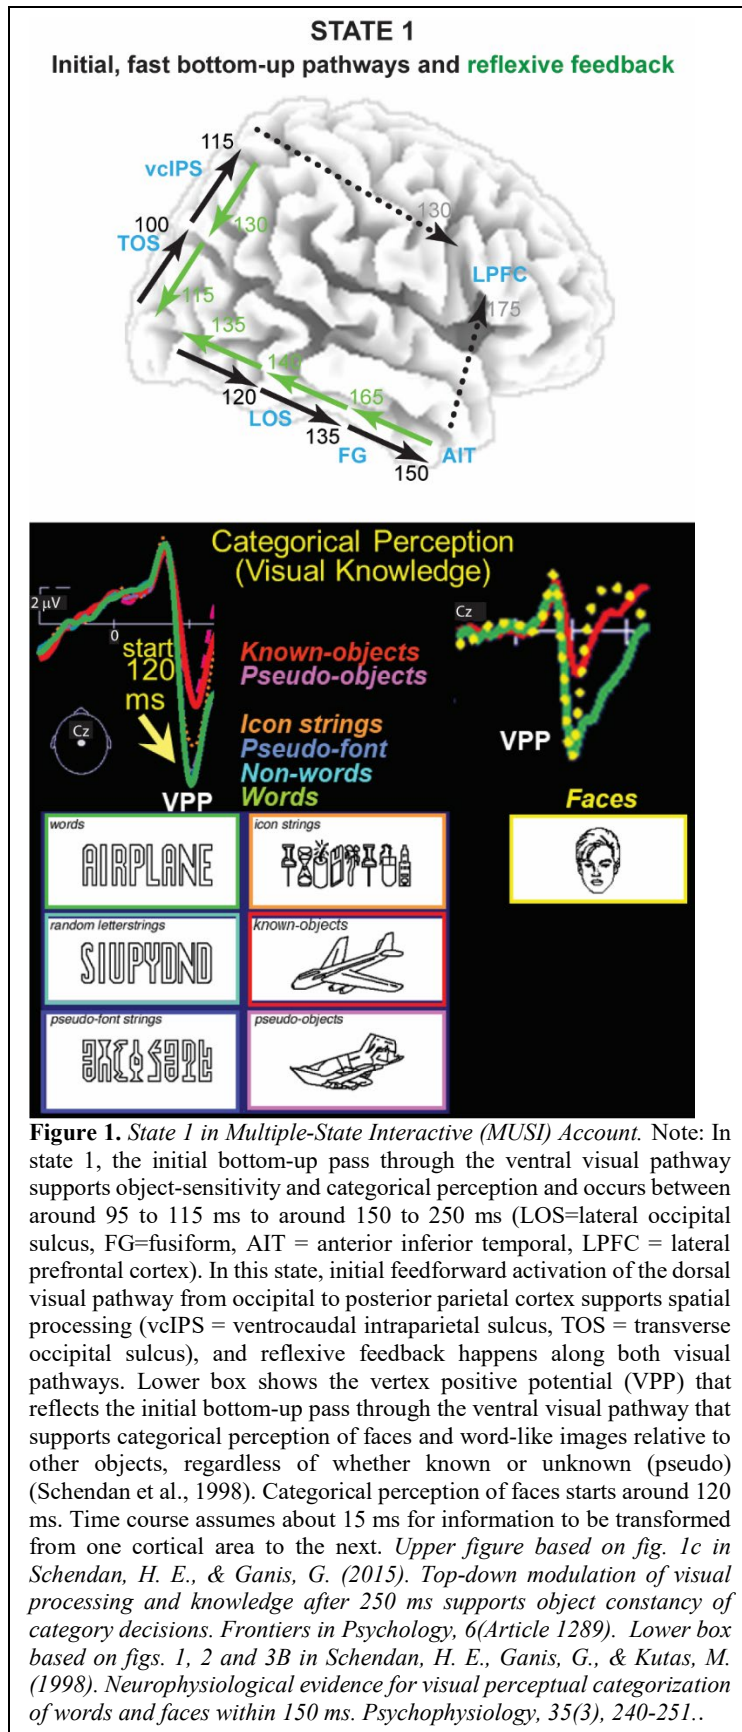 STATE 1
Initial, fast bottom-up pathways and reflexive feedback
115
vcIPS
130
130
100
TOS
LPFC
115
175
135
140
165
120
LOS
135
FG
150
AIT
Categorical Perception
(Visual Knowledge)
2 µV
Cz
0
start
120
ms
Known-objects
Pseudo-objects
Icon strings
Pseudo-font
Non-words
Words
Cz
VPP
VPP
Faces
words
AIRPLANE
icon strings
random letterstrings
SIUPYDND
known-objects
pseudo-font strings
pseudo-objects
Figure 1. State 1 in Multiple-State Interactive (MUSI) Account. Note: In
state 1, the initial bottom-up pass through the ventral visual pathway
supports object-sensitivity and categorical perception and occurs between
around 95 to 115 ms to around 150 to 250 ms (LOS=lateral occipital
sulcus, FG=fusiform, AIT = anterior inferior temporal, LPFC = lateral
prefrontal cortex). In this state, initial feedforward activation of the dorsal
visual pathway from occipital to posterior parietal cortex supports spatial
processing (vcIPS = ventrocaudal intraparietal sulcus, TOS = transverse
occipital sulcus), and reflexive feedback happens along both visual
pathways. Lower box shows the vertex positive potential (VPP) that
reflects the initial bottom-up pass through the ventral visual pathway that
supports categorical perception of faces and word-like images relative to
other objects, regardless of whether known or unknown (pseudo)
(Schendan et al., 1998). Categorical perception of faces starts around 120
ms. Time course assumes about 15 ms for information to be transformed
from one cortical area to the next. Upper figure based on fig. 1c in
Schendan, H. E., & Ganis, G. (2015). Top-down modulation of visual
processing and knowledge after 250 ms supports object constancy of
category decisions. Frontiers in Psychology, 6(Article 1289). Lower box
based on figs. 1, 2 and 3B in Schendan, H. E., Ganis, G., & Kutas, M.
(1998). Neurophysiological evidence for visual perceptual categorization
of words and faces within 150 ms. Psychophysiology, 35(3), 240-251..